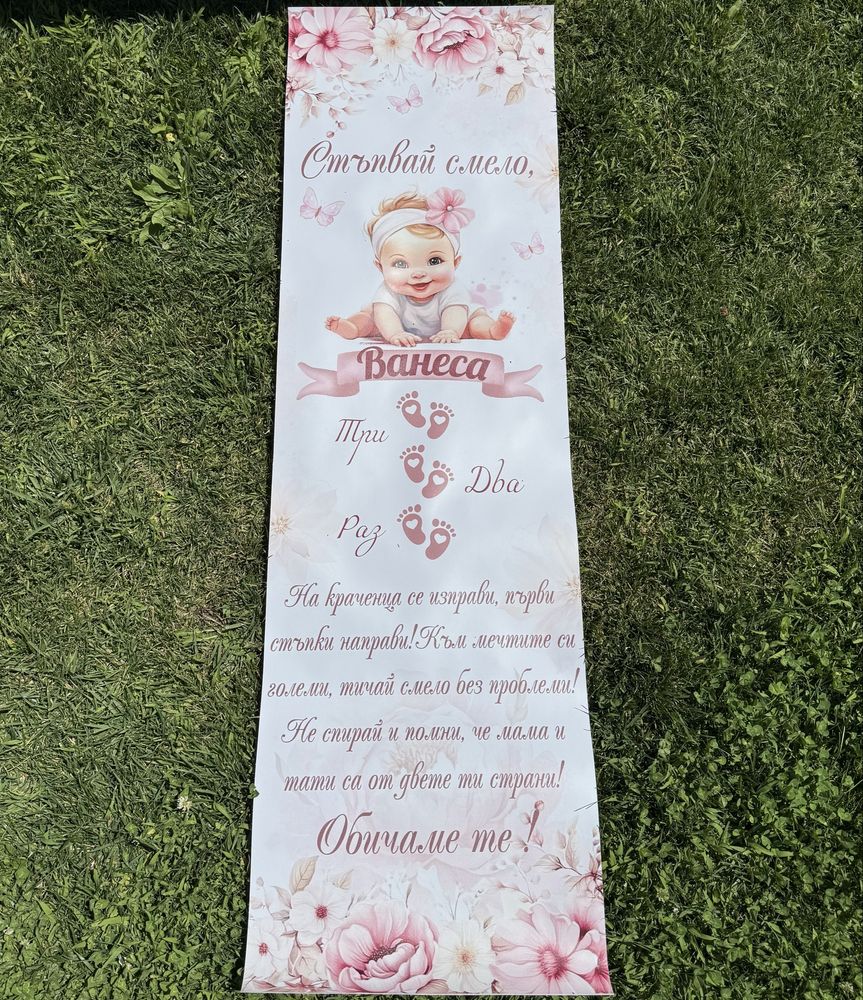 Стъпвай смело,
Ванеса
Три
Два
Раз
На краченца се изправи, първи
стъпки направи! Към мечтите си
големи, тичай смело без проблеми!
Не спирай и помни, че мама и
тати са от двете ти страни!
Обичаме те !